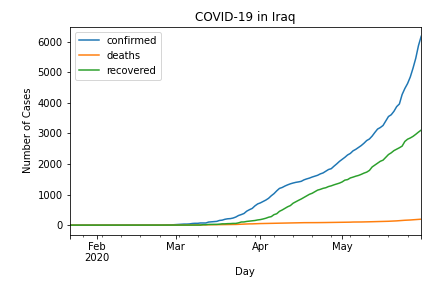 COVID-19 in Iraq
confirmed
deaths
recovered
Number of Cases
6000
5000
4000
3000
2000
1000
0
Feb
2020
Mar
Apr
May
Day